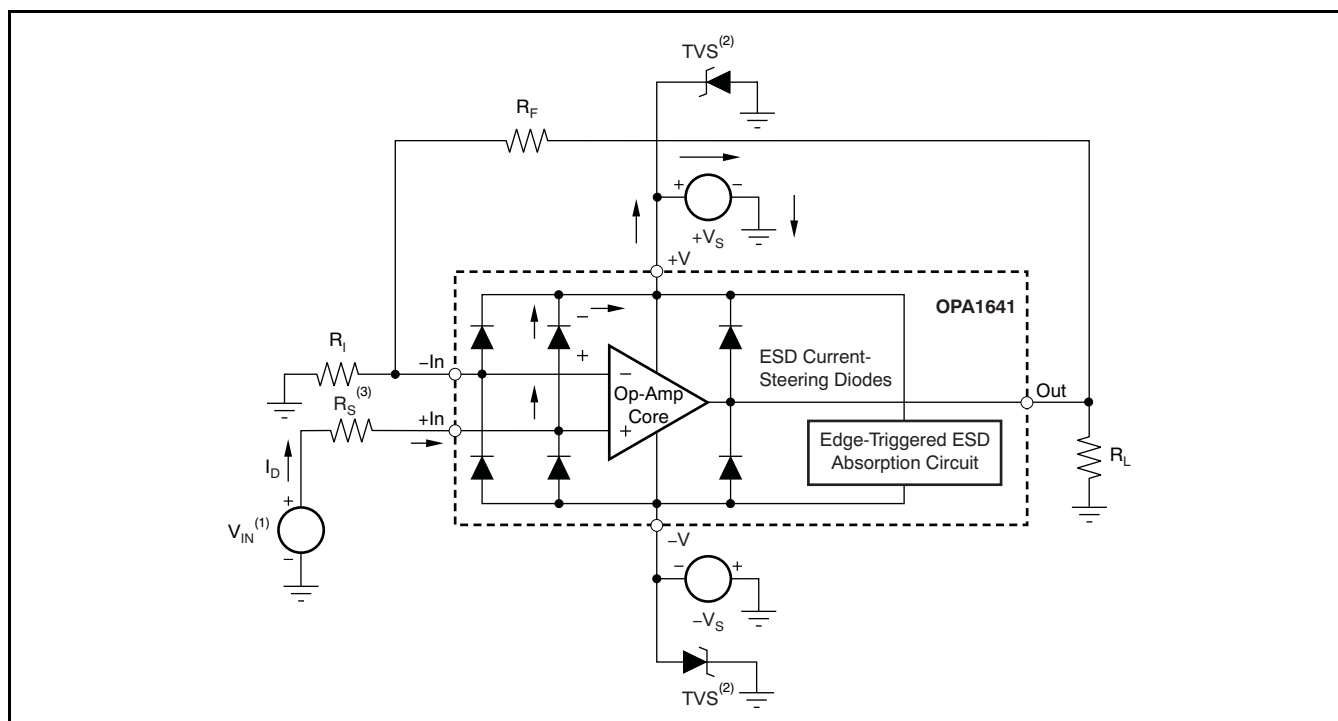 TVS(2)
RF
+ −
+VS
+V
OPA1641
−
+
RI
−In
RS(3)
+In
−
+
Op-Amp
Core
ESD Current-
Steering Diodes
Out
Edge-Triggered ESD
Absorption Circuit
RL
ID
+
VIN(1)
−
−V
− +
−VS
TVS(2)